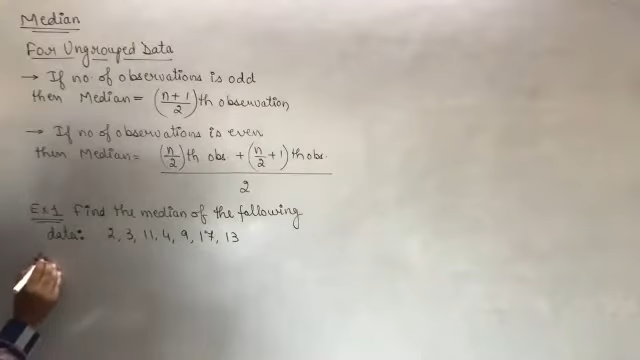 Median
For Ungrouped Data
→ If no. of observations is odd
then Median = (n+1/2)th observation
→ If no of observations is even
then Median = (n/2)th obs + (n/2 + 1)th obs.
2
Ex1 Find the median of the following
data: 2, 3, 11, 4, 9, 17, 13